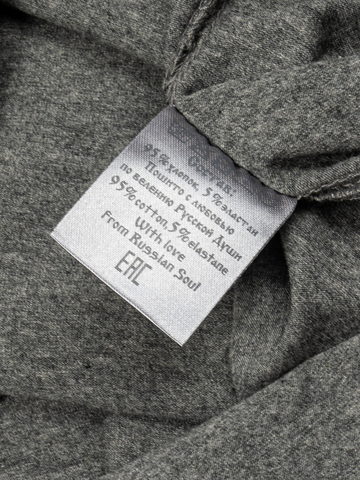 Состав:
95% хлопок, 5% эластан
Пошито с любовью
по велению Русской Души
95% cotton, 5% elastane
With love
From Russian Soul
EAC